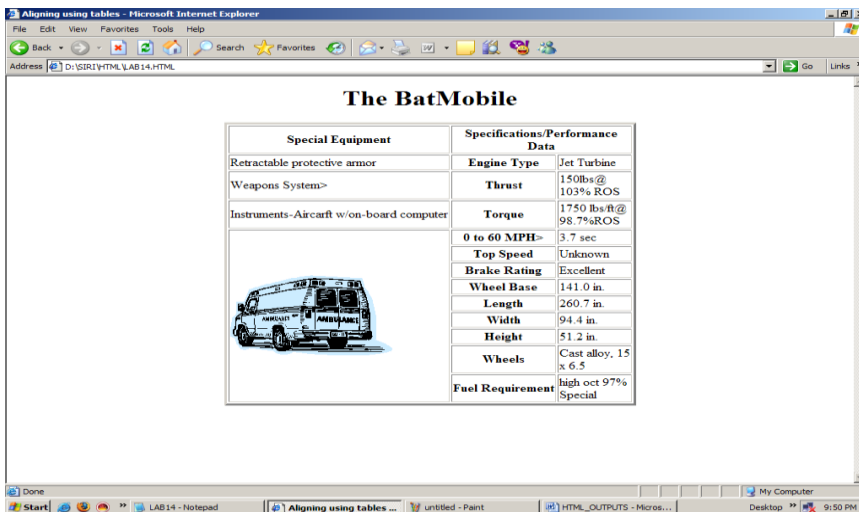 Aligning using tables - Microsoft Internet Explorer
File Edit View Favorites Tools Help
Back Search Favorites
Address D:\SIRI\HTML\LAB14.HTML Go Links
The BatMobile
Special Equipment
Specifications/Performance
Data
Retractable protective armor
Engine Type
Jet Turbine
Weapons System>
Thrust
150lbs@
103% ROS
Instruments-Aircarft w/on-board computer
Torque
1750 lbs/ft@
98.7%ROS
0 to 60 MPH>
3.7 sec
Top Speed
Unknown
Brake Rating
Excellent
Wheel Base
141.0 in.
Length
260.7 in.
Width
94.4 in.
Height
51.2 in.
Wheels
Cast alloy, 15
x 6.5
Fuel Requirement
high oct 97%
Special
AMBULANCE
AMBULANCE
Done My Computer
Start LAB14 - Notepad Aligning using tables ... untitled - Paint HTML_OUTPUTS - Micros... Desktop 9:50 PM